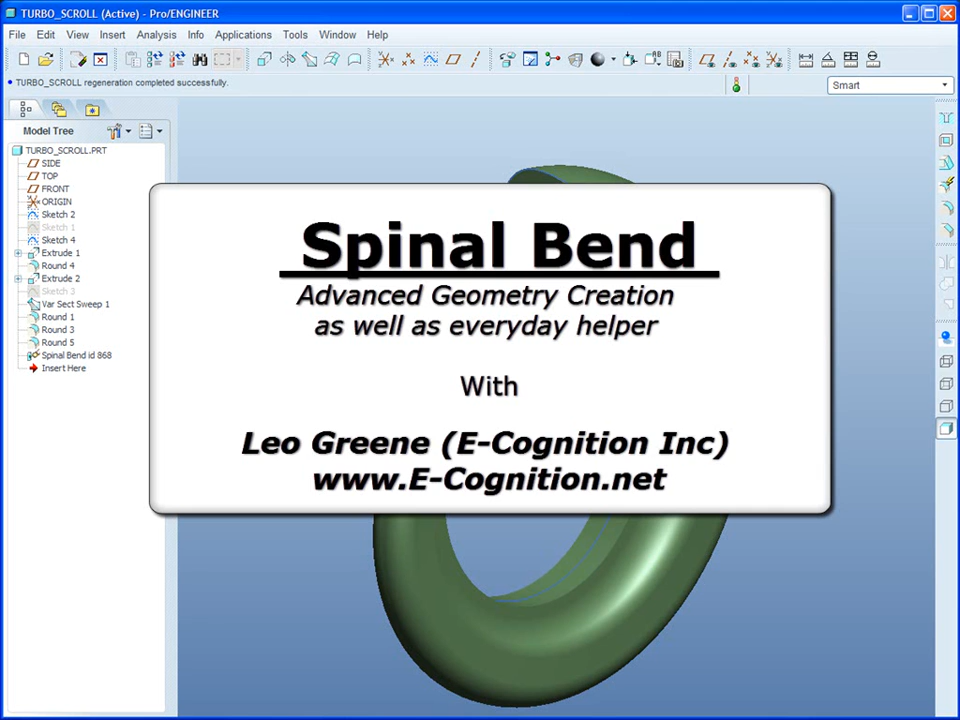 TURBO_SCROLL (Active) - Pro/ENGINEER
File Edit View Insert Analysis Info Applications Tools Window Help
• TURBO_SCROLL regeneration completed successfully.
Smart
Model Tree
TURBO_SCROLL.PRT
SIDE
TOP
FRONT
ORIGIN
Sketch 2
Sketch 1
Sketch 4
Extrude 1
Round 4
Extrude 2
Sketch 3
Var Sect Sweep 1
Round 1
Round 3
Round 5
Spinal Bend id 868
Insert Here
Spinal Bend
Advanced Geometry Creation
as well as everyday helper
With
Leo Greene (E-Cognition Inc)
www.E-Cognition.net